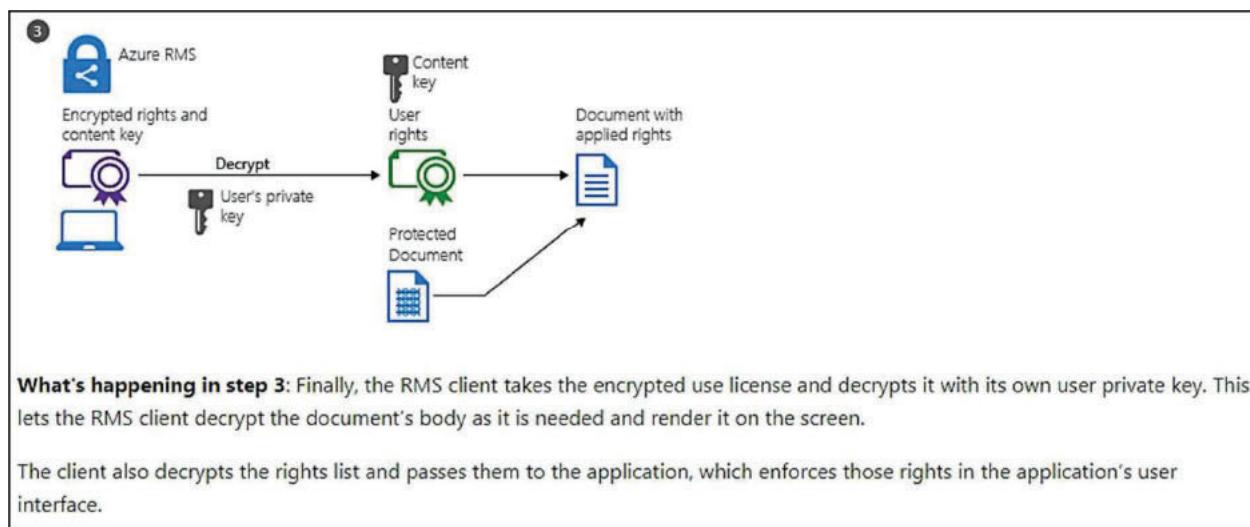 3
Azure RMS
Content
key
Encrypted rights and
content key
User
rights
Document with
applied rights
Decrypt
User's private
key
Protected
Document
What's happening in step 3: Finally, the RMS client takes the encrypted use license and decrypts it with its own user private key. This
lets the RMS client decrypt the document's body as it is needed and render it on the screen.
The client also decrypts the rights list and passes them to the application, which enforces those rights in the application's user
interface.